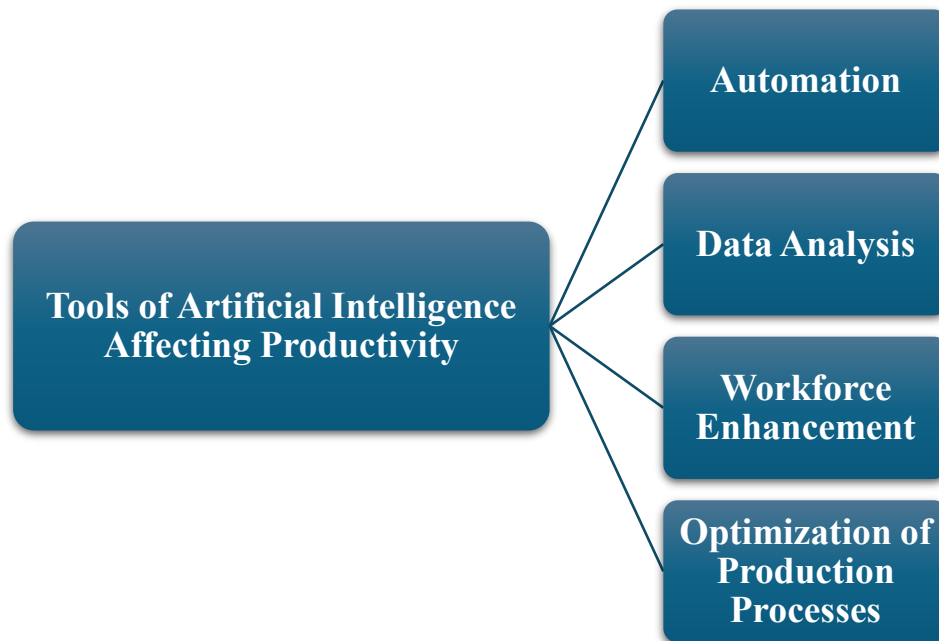 Tools of Artificial Intelligence
Affecting Productivity
Automation
Data Analysis
Workforce
Enhancement
Optimization of
Production
Processes